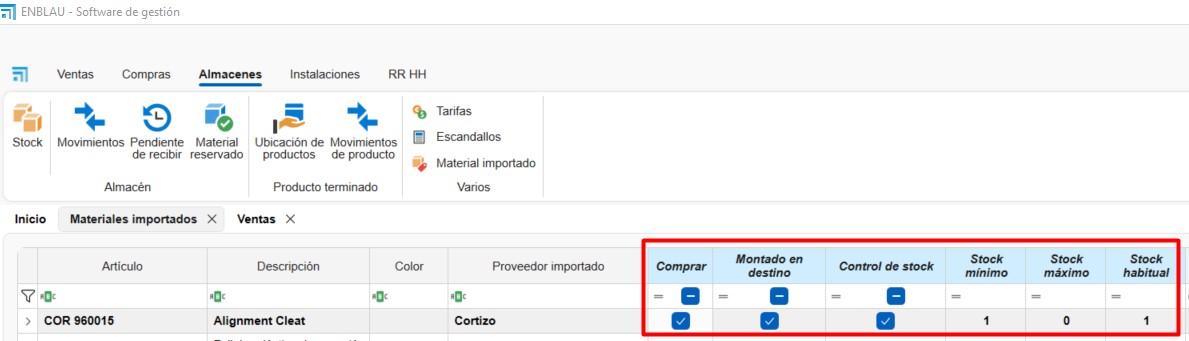 ENBLAU - Software de gestión
Ventas Compras Almacenes Instalaciones RR HH
Stock
Movimientos
Pendiente
de recibir
Material
reservado
Almacén
Ubicación de
productos
Movimientos
de producto
Producto terminado
Tarifas
Escandallos
Material importado
Varios
Inicio Materiales importados Ventas
Artículo Descripción Color Proveedor importado Comprar Montado en destino Control de stock Stock mínimo Stock máximo Stock habitual
= = = = = =
COR 960015 Alignment Cleat Cortizo 1 0 1